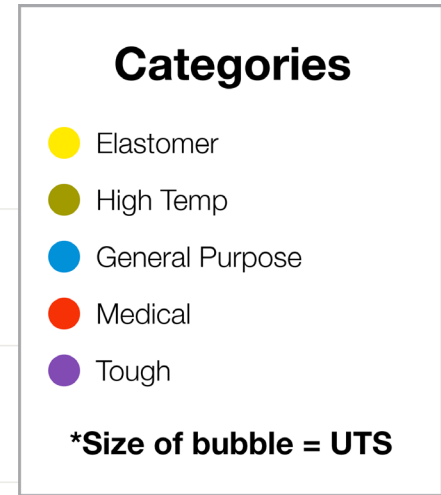 Categories
Elastomer
High Temp
General Purpose
Medical
Tough
*Size of bubble = UTS